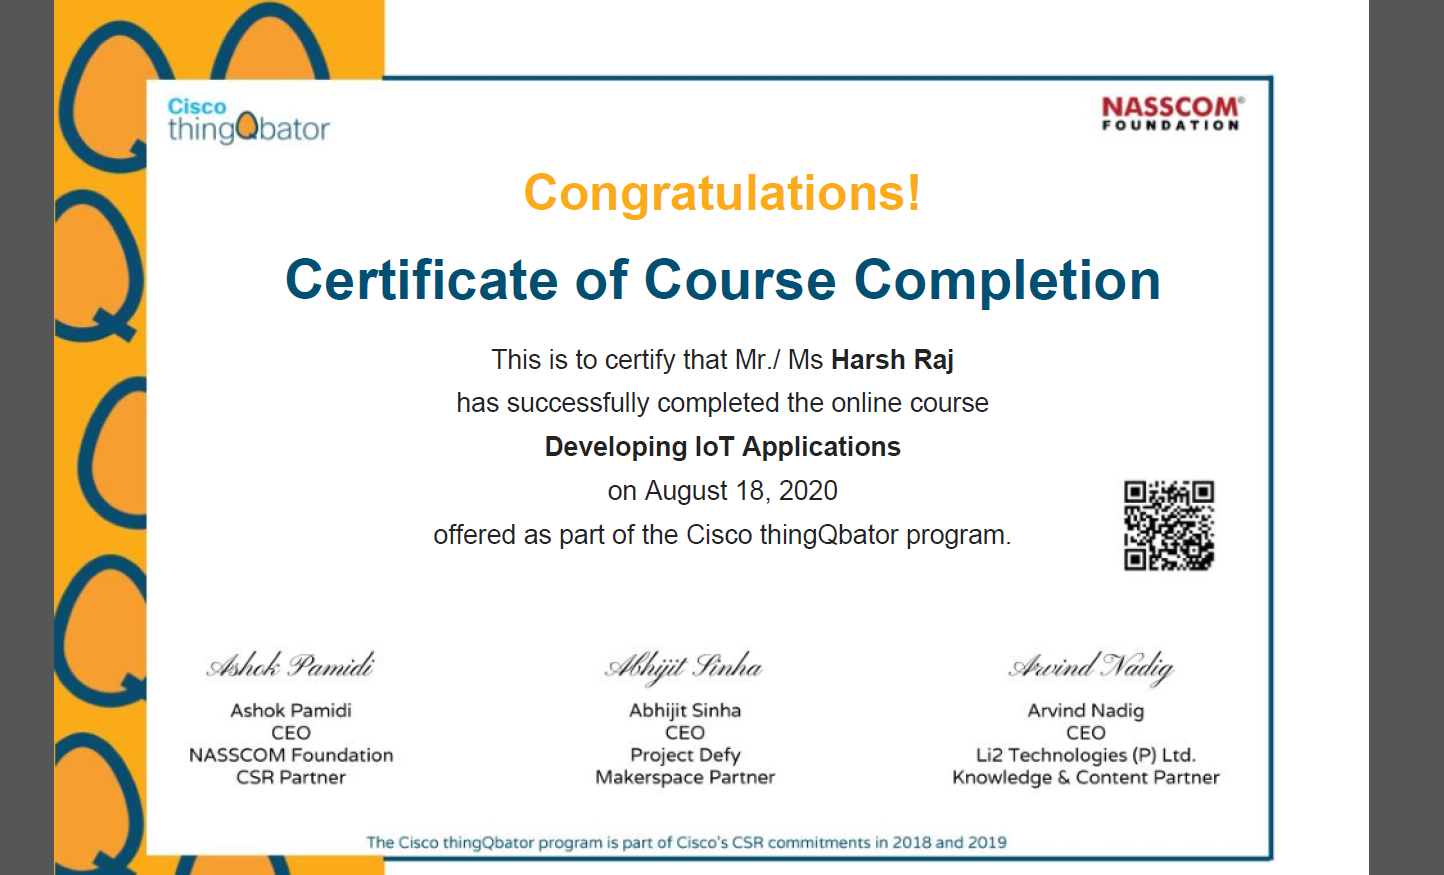 Cisco
thingQbator
NASSCOM®
FOUNDATION
Congratulations!
Certificate of Course Completion
This is to certify that Mr./ Ms Harsh Raj
has successfully completed the online course
Developing IoT Applications
on August 18, 2020
offered as part of the Cisco thingQbator program.
Ashok Pamidi
Abhijit Sinha
Arvind Nadig
Ashok Pamidi
CEO
NASSCOM Foundation
CSR Partner
Abhijit Sinha
CEO
Project Defy
Makerspace Partner
Arvind Nadig
CEO
Li2 Technologies (P) Ltd.
Knowledge & Content Partner
The Cisco thingQbator program is part of Cisco's CSR commitments in 2018 and 2019